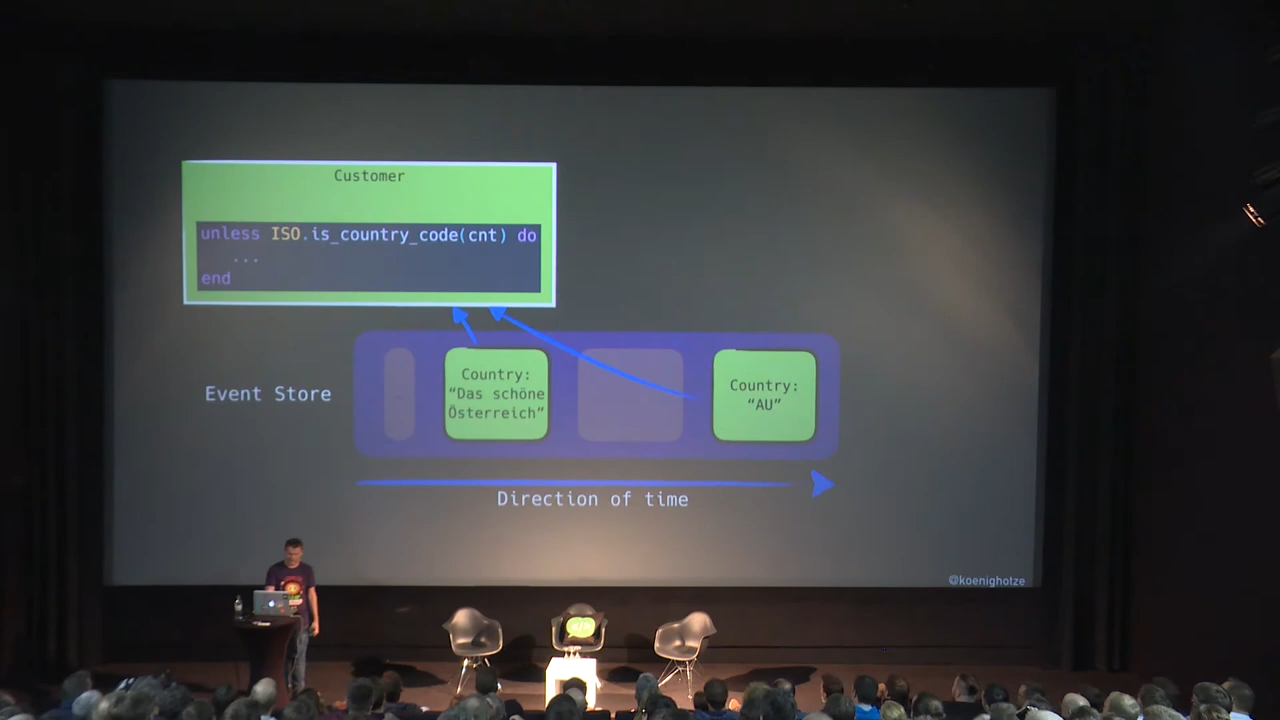 Customer
unless ISO.is_country_code(cnt) do
...
end
Event Store
Country:
“Das schöne
Österreich”
Country:
“AU”
Direction of time
@koenighotze